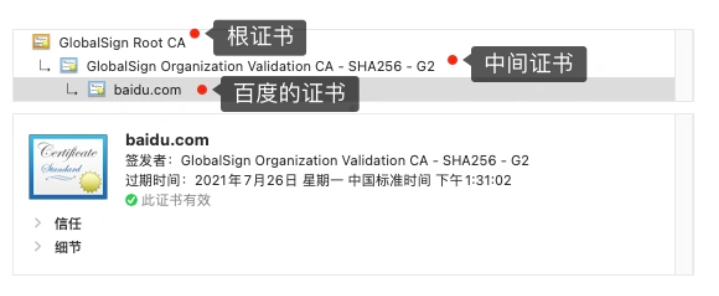 GlobalSign Root CA 根证书
GlobalSign Organization Validation CA - SHA256 - G2 中间证书
baidu.com 百度的证书
Certificate
Standard
baidu.com
签发者：GlobalSign Organization Validation CA - SHA256 - G2
过期时间：2021年7月26日 星期一 中国标准时间 下午1:31:02
此证书有效
信任
细节